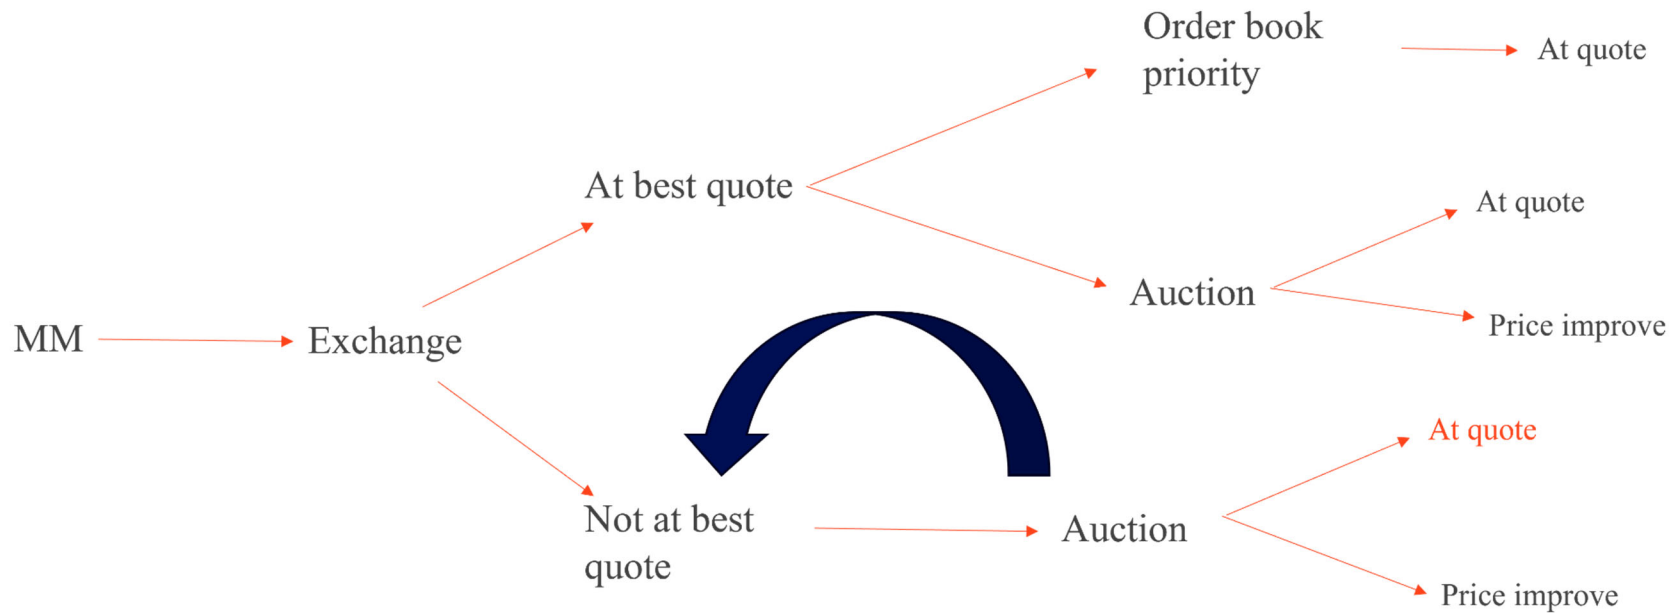 MM
Exchange
At best quote
Order book
priority
At quote
Auction
At quote
Price improve
Not at best
quote
Auction
At quote
Price improve